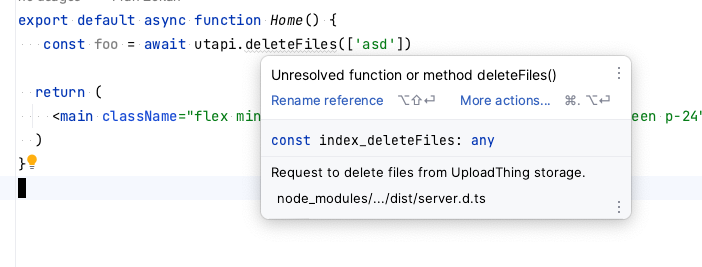 export default async function Home() {
const foo = await utapi.deleteFiles(['asd'])
Unresolved function or method deleteFiles()
Rename reference ⌥⇧⏎ More actions... ⌘. ⌥⏎
return (
<main className="flex min een p-24"
const index_deleteFiles: any
)
}
Request to delete files from UploadThing storage.
node_modules/.../dist/server.d.ts